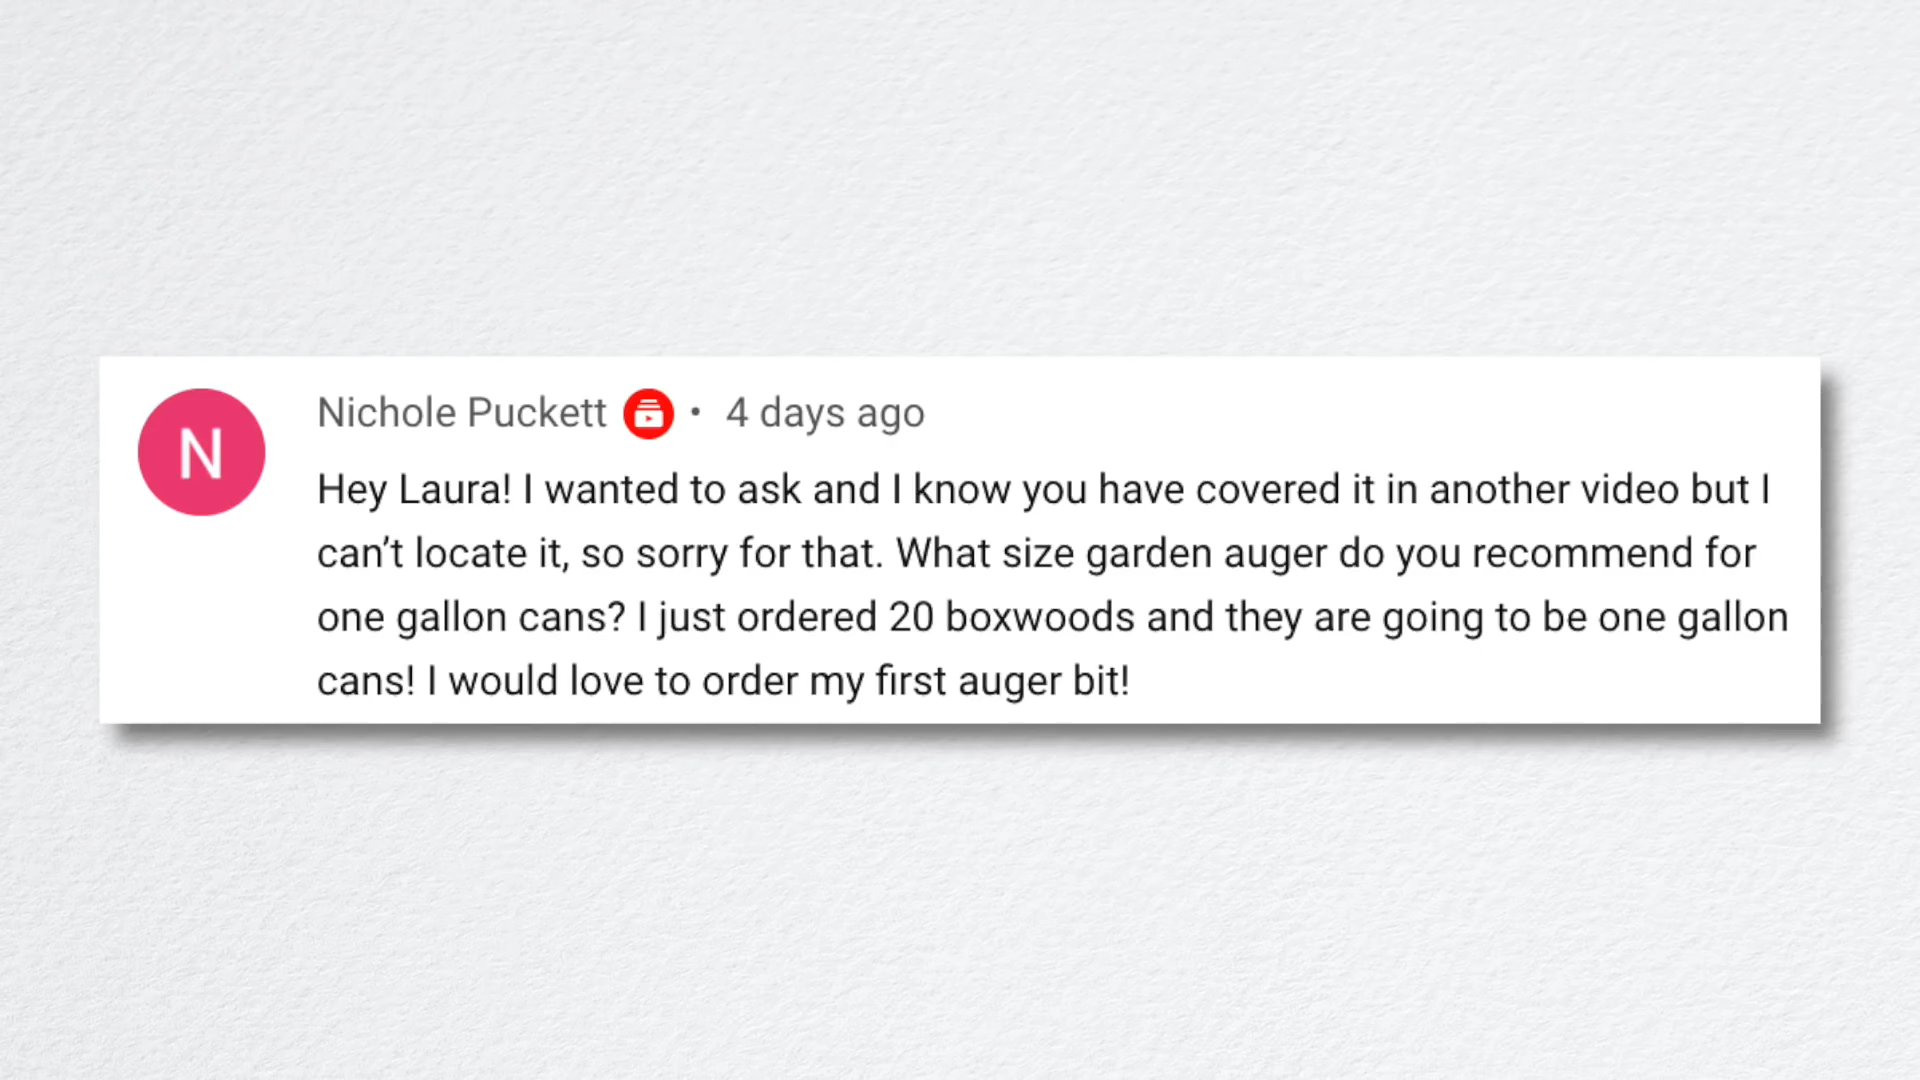 N
Nichole Puckett • 4 days ago
Hey Laura! I wanted to ask and I know you have covered it in another video but I
can’t locate it, so sorry for that. What size garden auger do you recommend for
one gallon cans? I just ordered 20 boxwoods and they are going to be one gallon
cans! I would love to order my first auger bit!